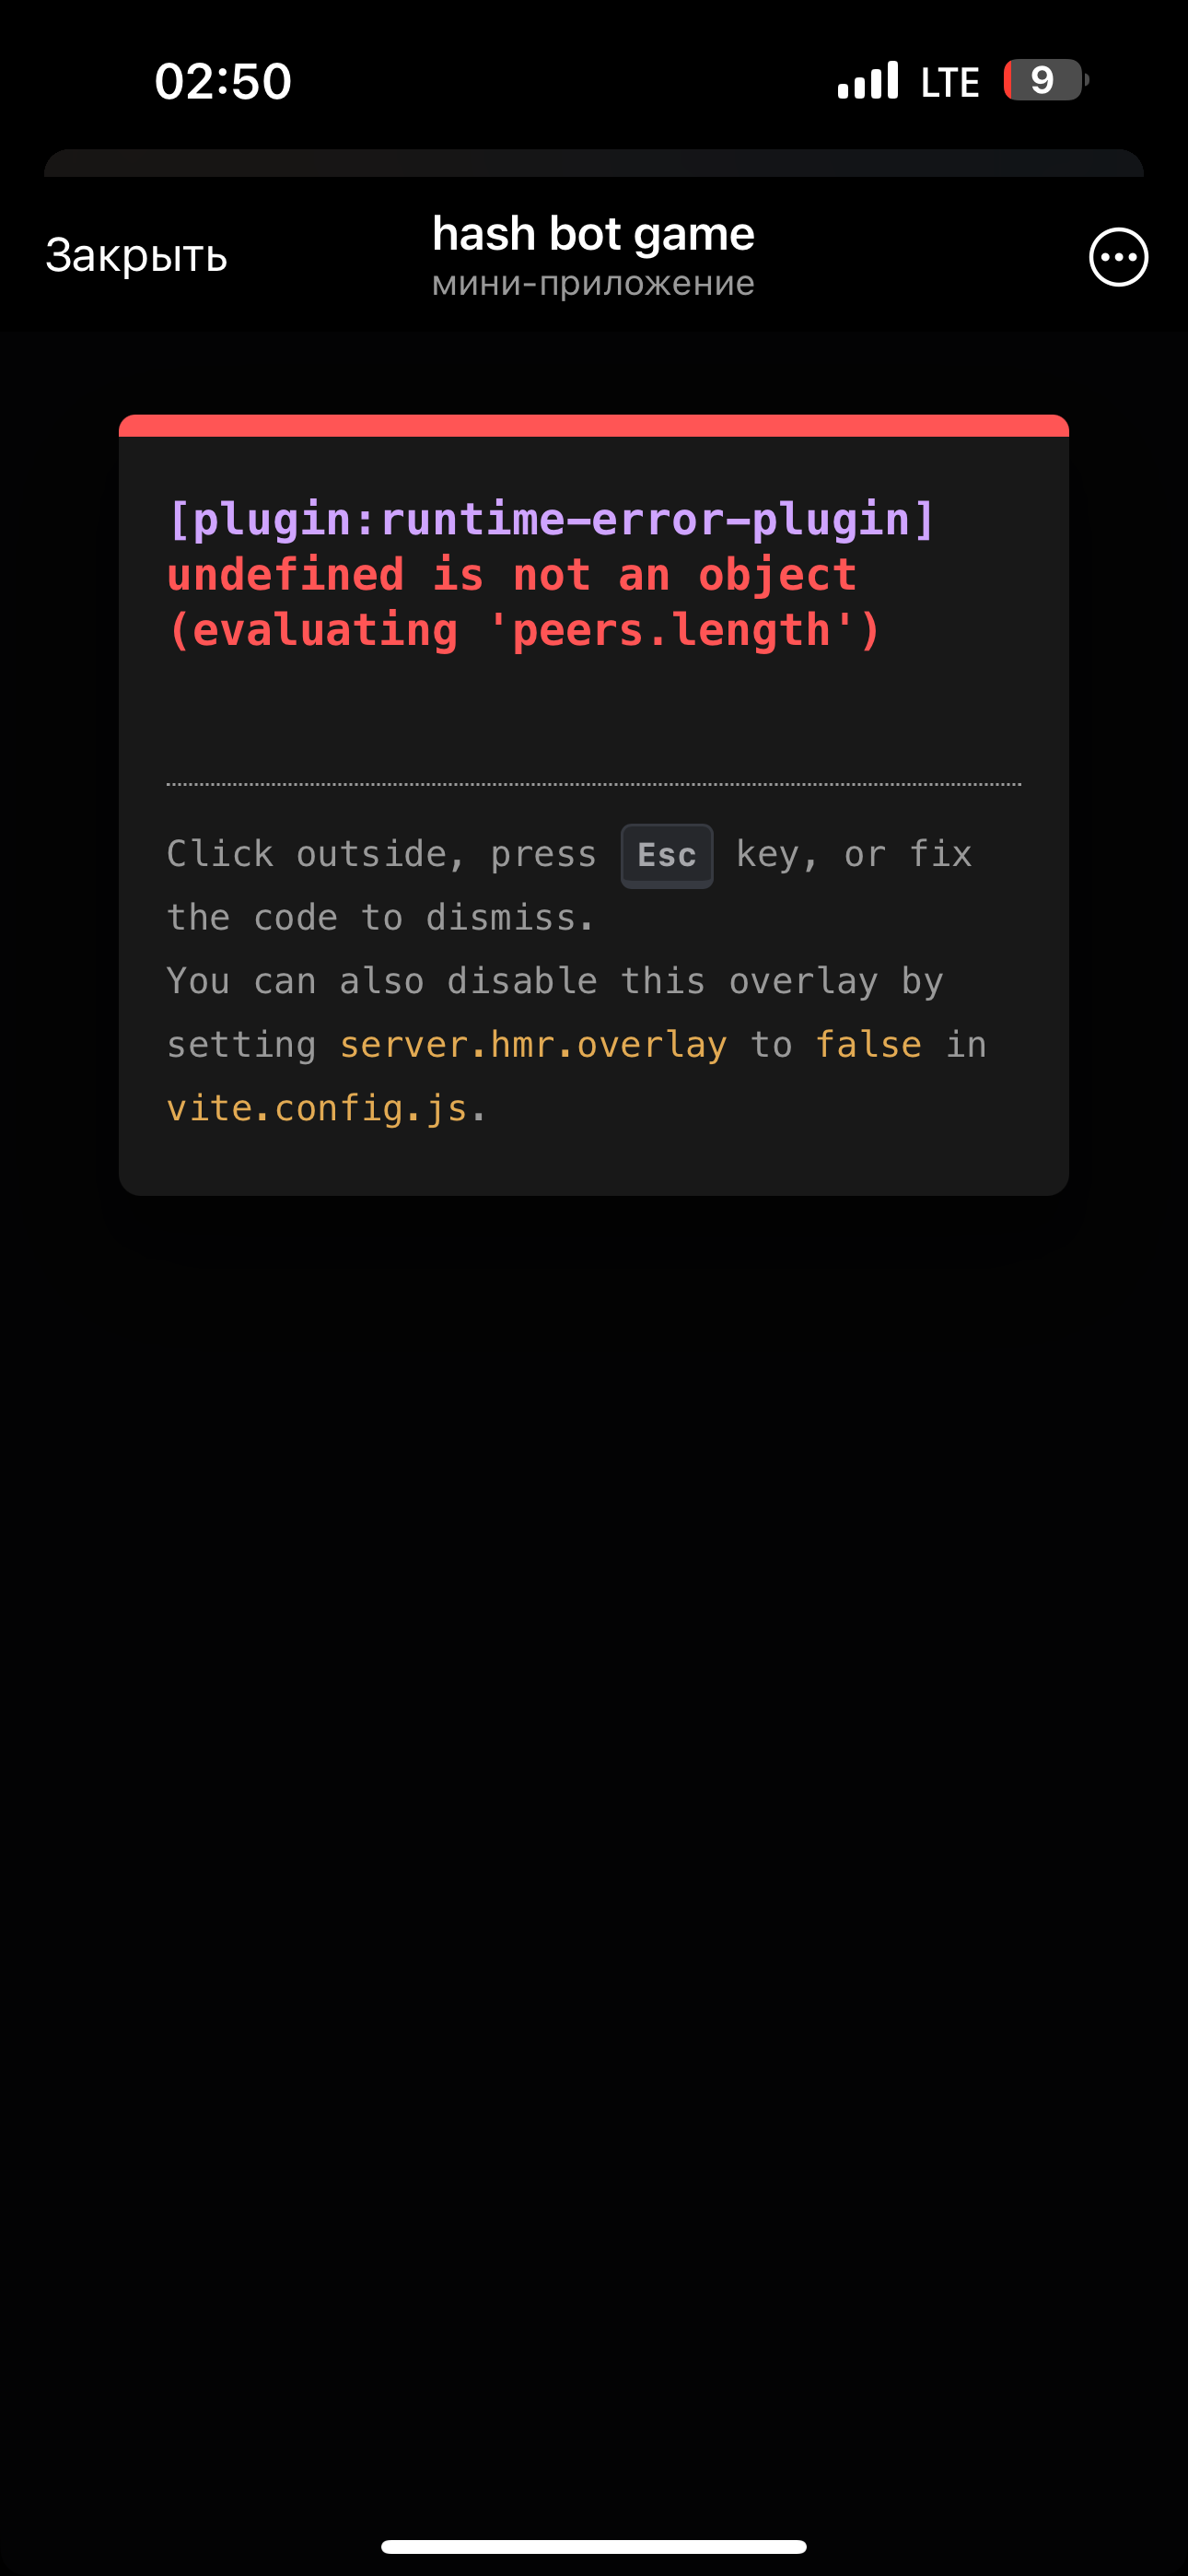 02:50
LTE
9
Закрыть
hash bot game
мини-приложение
[plugin:runtime-error-plugin]
undefined is not an object
(evaluating 'peers.length')
Click outside, press Esc key, or fix
the code to dismiss.
You can also disable this overlay by
setting server.hmr.overlay to false in
vite.config.js.